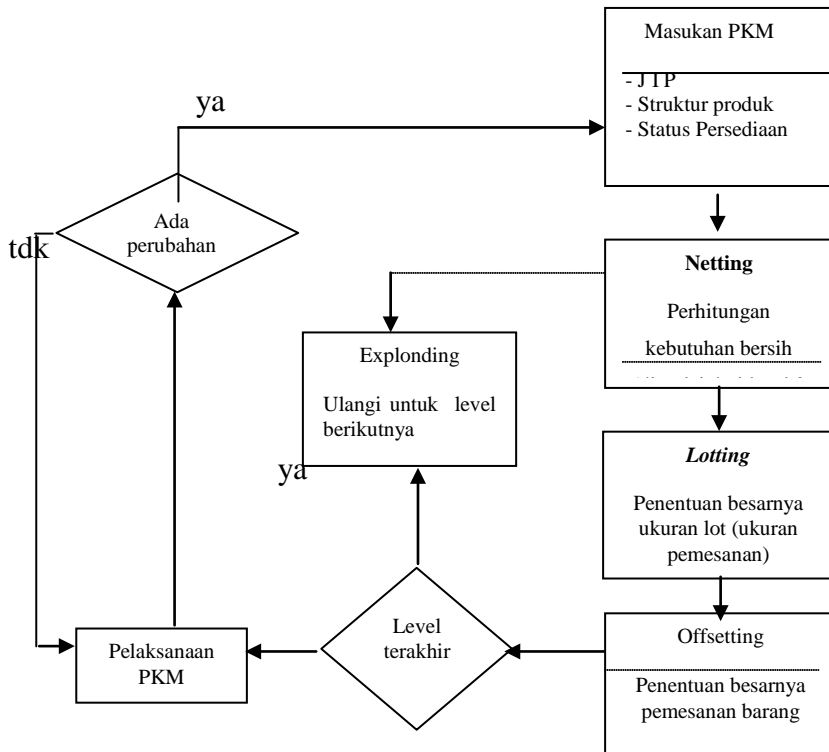 Masukan PKM
- J I P
- Struktur produk
- Status Persediaan
ya
Ada
perubahan
tdk
Netting
Perhitungan
kebutuhan bersih
Explonding
Ulangi untuk level
berikutnya
ya
Lotting
Penentuan besarnya
ukuran lot (ukuran
pemesanan)
Level
terakhir
Pelaksanaan
PKM
Offsetting
Penentuan besarnya
pemesanan barang